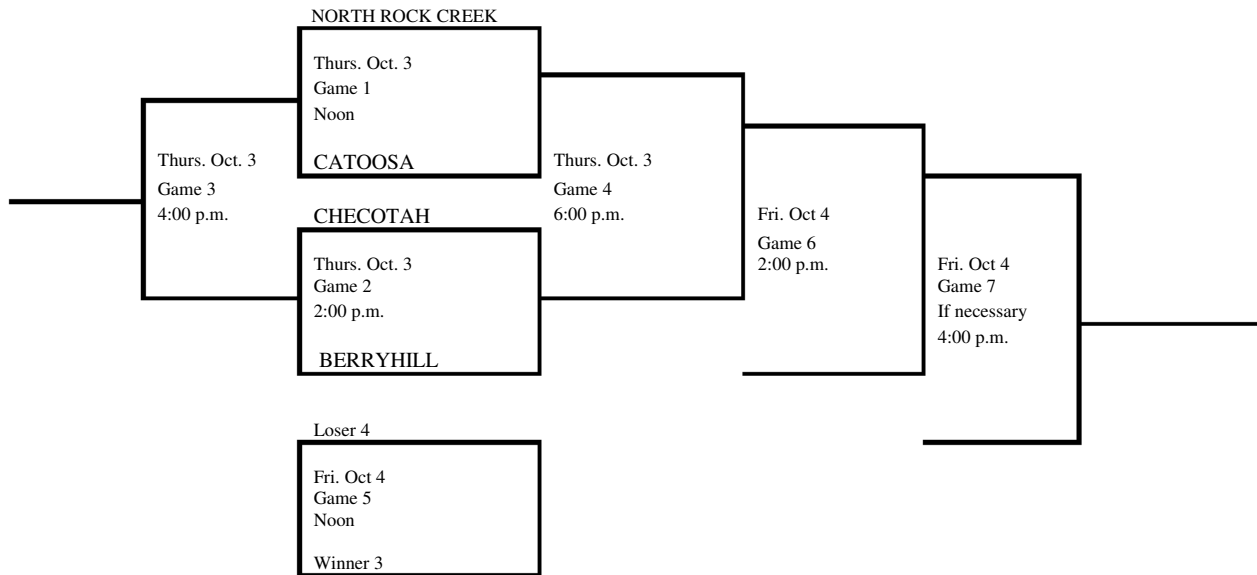 NORTH ROCK CREEK
Thurs. Oct. 3
Game 1
Noon
CATOOSA
Thurs. Oct. 3
Game 3
4:00 p.m.
Thurs. Oct. 3
Game 4
6:00 p.m.
CHECOTAH
Thurs. Oct. 3
Game 2
2:00 p.m.
BERRYHILL
Fri. Oct 4
Game 6
2:00 p.m.
Fri. Oct 4
Game 7
If necessary
4:00 p.m.
Loser 4
Fri. Oct 4
Game 5
Noon
Winner 3